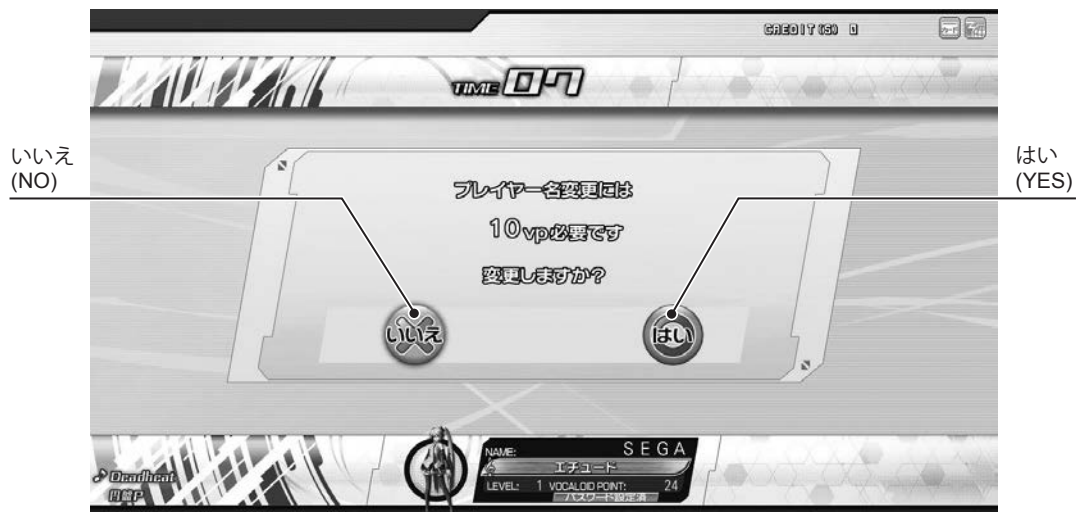 CREDIT(S) 0
TIME 07
いいえ
(NO)
はい
(YES)
プレイヤー名変更には
10vp必要です
変更しますか?
いいえ
はい
NAME: SEGA
エチュード
LEVEL: 1 VOCALOID POINT: 24
パスワード設定済
Deadheat